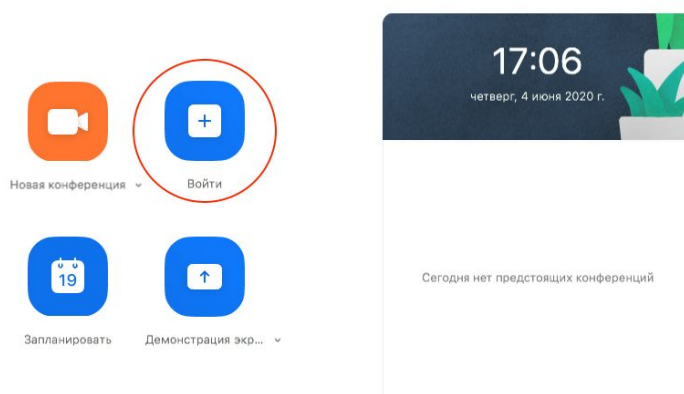 17:06
четверг, 4 июня 2020 г.
Новая конференция
Войти
19
Запланировать
Демонстрация экр...
Сегодня нет предстоящих конференций